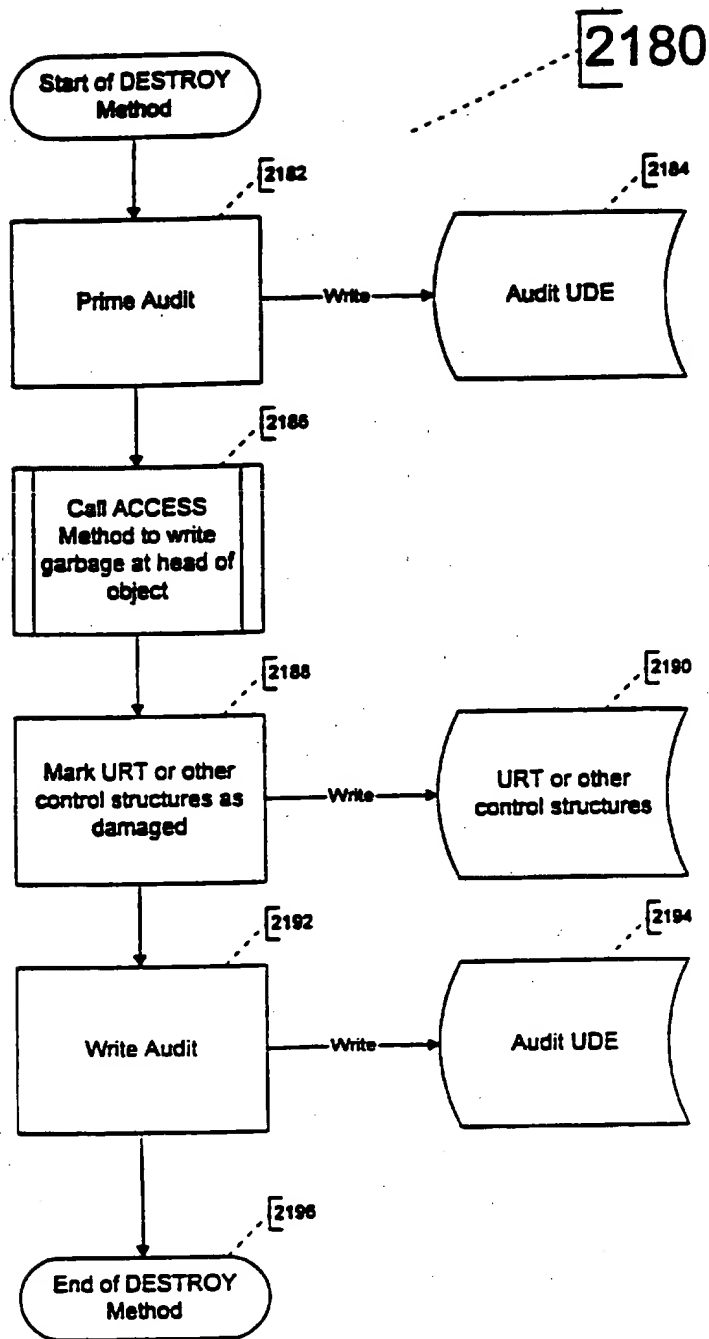 2180
Start of DESTROY
Method
2182
2184
Prime Audit
Write
Audit UDE
2186
Call ACCESS
Method to write
garbage at head of
object
2188
2190
Mark URT or other
control structures as
damaged
Write
URT or other
control structures
2192
2194
Write Audit
Write
Audit UDE
2196
End of DESTROY
Method